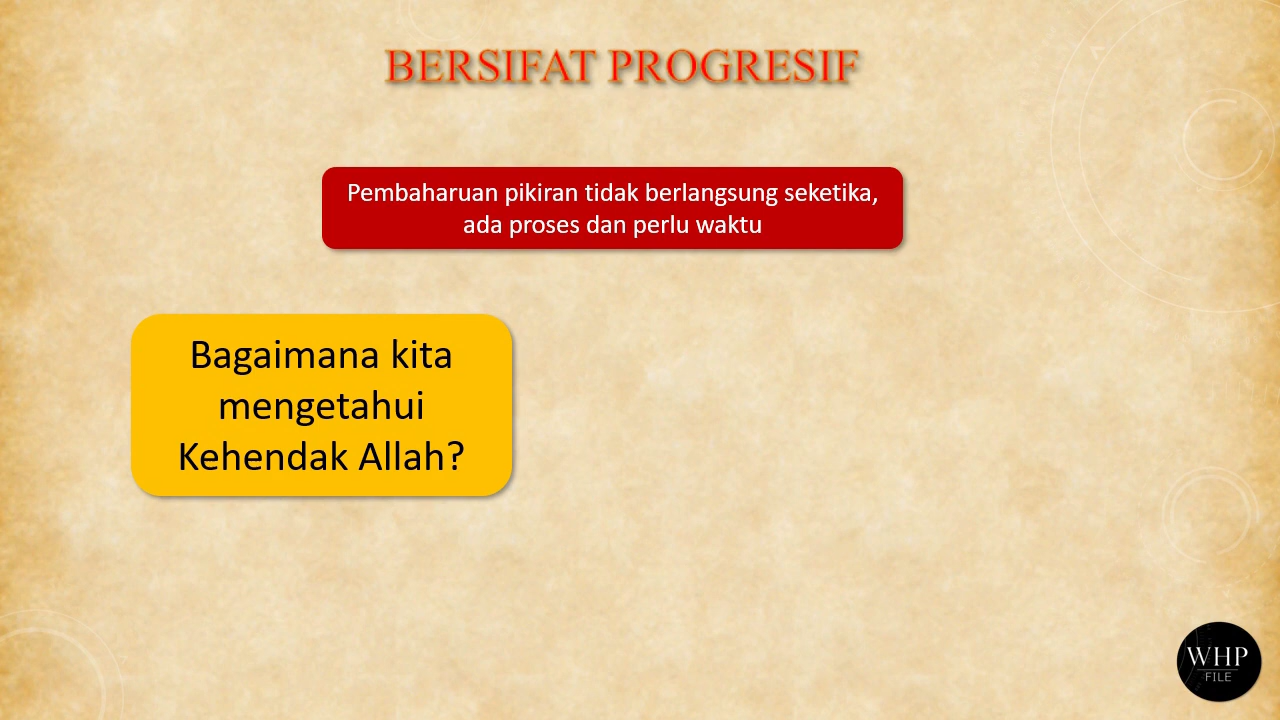 BERSIFAT PROGRESIF
Pembaharuan pikiran tidak berlangsung seketika,
ada proses dan perlu waktu
Bagaimana kita
mengetahui
Kehendak Allah?
WHP
FILE